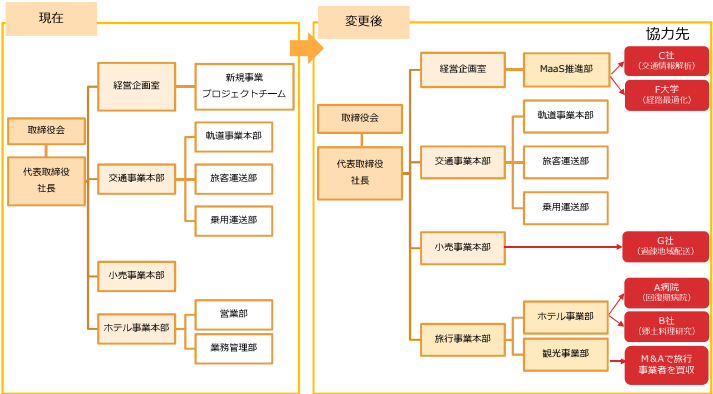 現在
経営企画室
新規事業
プロジェクトチーム
取締役会
代表取締役
社長
交通事業本部
軌道事業本部
旅客運送部
乗用運送部
小売事業本部
ホテル事業本部
営業部
業務管理部
変更後
協力先
経営企画室
MaaS推進部
C社
(交通情報解析)
F大学
(経路最適化)
取締役会
代表取締役
社長
交通事業本部
軌道事業本部
旅客運送部
乗用運送部
小売事業本部
G社
(過疎地域配送)
旅行事業本部
ホテル事業部
A病院
(回復期病院)
B社
(郷土料理研究)
観光事業部
M&Aで旅行
事業者を買収